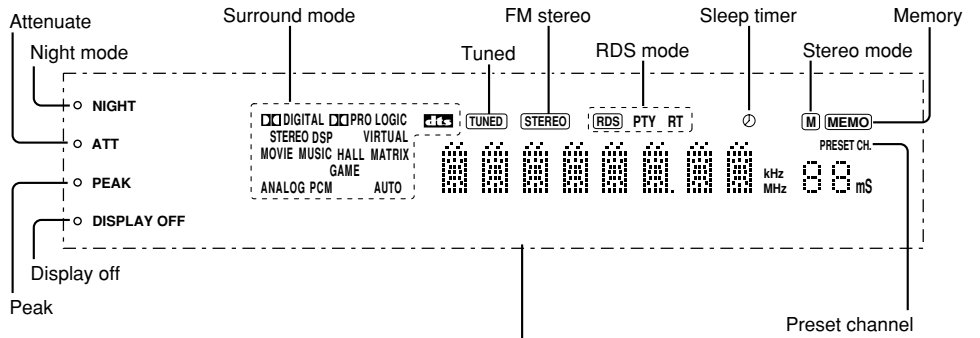 Attenuate
Surround mode
FM stereo
Sleep timer
Memory
Night mode
Tuned
RDS mode
Stereo mode
NIGHT
ATT
PEAK
DISPLAY OFF
DIGITAL PRO LOGIC dts
STEREO DSP VIRTUAL
MOVIE MUSIC HALL MATRIX
GAME
ANALOG PCM AUTO
TUNED STEREO RDS PTY RT M MEMO
PRESET CH.
kHz
MHz
88 mS
Display off
Peak
Preset channel